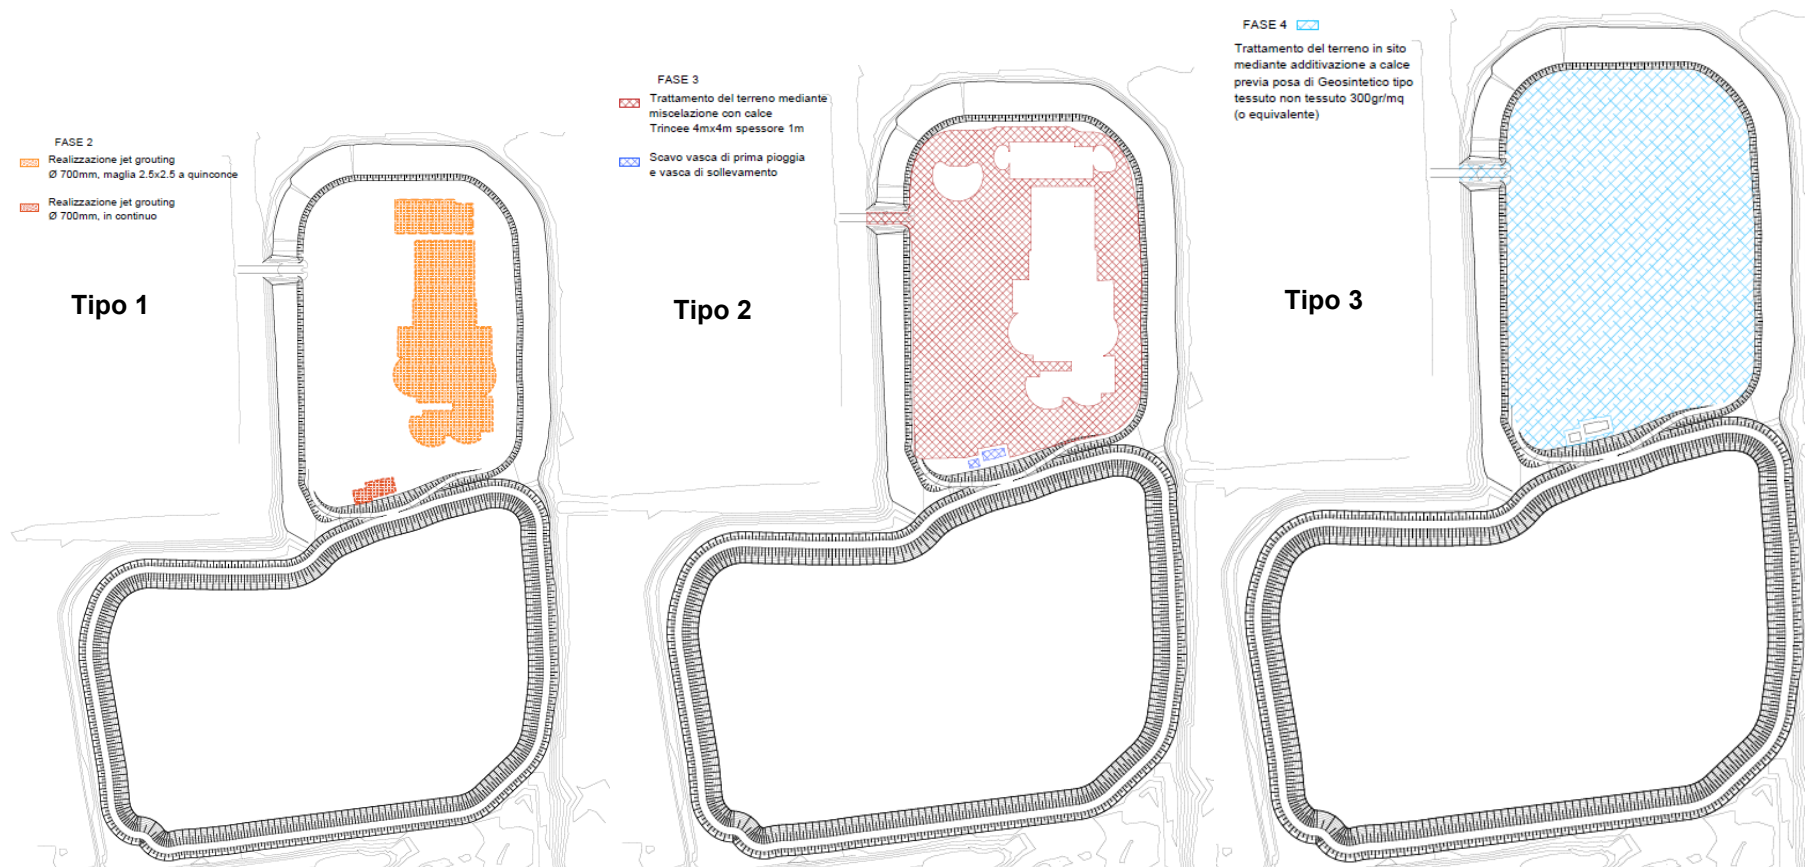 FASE 2
Realizzazione jet grouting
Ø 700mm, maglia 2.5x2.5 a quinconce
Realizzazione jet grouting
Ø 700mm, in continuo
Tipo 1
FASE 3
Trattamento del terreno mediante
miscelazione con calce
Trincee 4mx4m spessore 1m
Scavo vasca di prima pioggia
e vasca di sollevamento
Tipo 2
FASE 4
Trattamento del terreno in sito
mediante additivazione a calce
previa posa di Geosintetico tipo
tessuto non tessuto 300gr/mq
(o equivalente)
Tipo 3